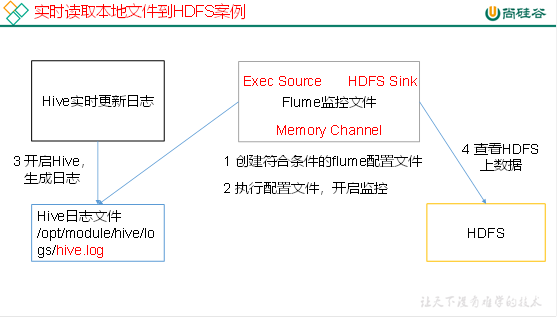 实时读取本地文件到HDFS案例
尚硅谷
Hive实时更新日志
Exec Source HDFS Sink
Flume监控文件
Memory Channel
3 开启Hive,
生成日志
1 创建符合条件的flume配置文件
2 执行配置文件，开启监控
4 查看HDFS
上数据
Hive日志文件
/opt/module/hive/lo
gs/hive.log
HDFS
让天下没有难学的技术